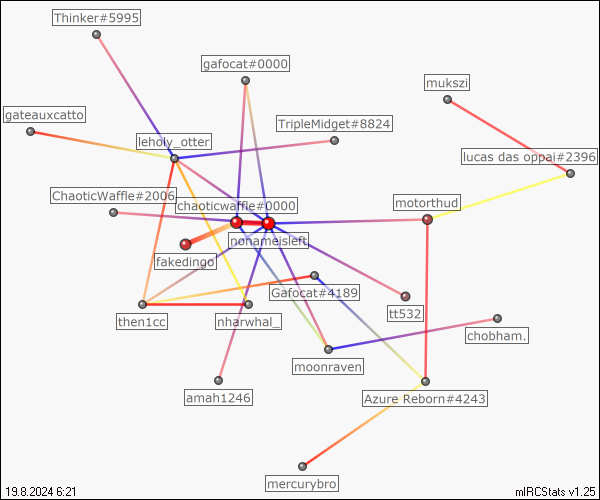 Thinker#5995
gafocat#0000
mukszi
gateauxcatto
TripleMidget#8824
leholy_otter
lucas das oppai#2396
ChaoticWaffle#2006
chaoticwaffle#0000
motorthud
nonameisleft
fakedingo
Gafocat#4189
tt532
then1cc
nharwhal_
chobham.
moonraven
amah1246
Azure Reborn#4243
mercurybro
19.8.2024 6:21
mIRCStats v1.25